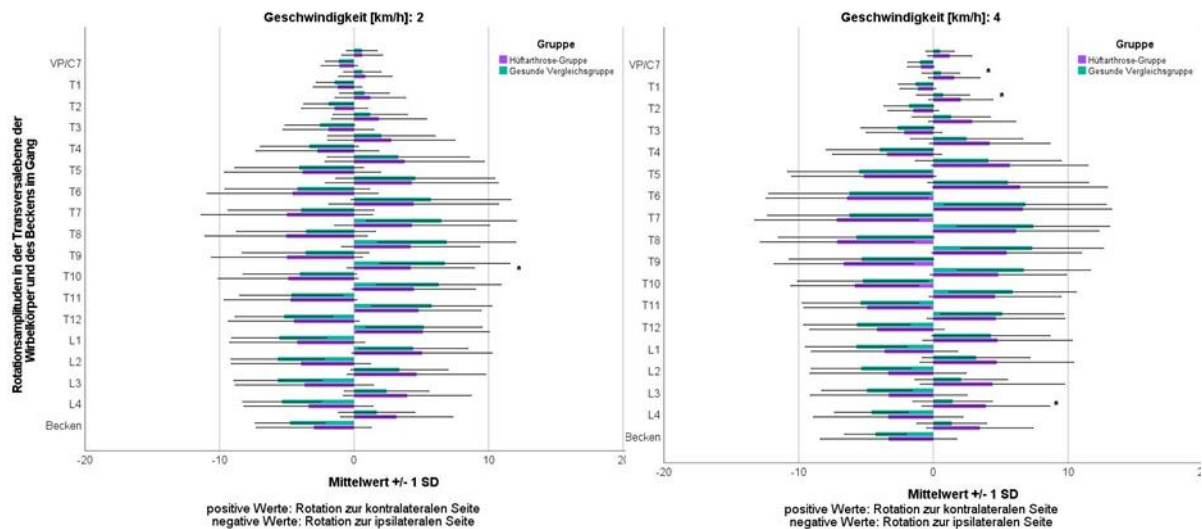 Geschwindigkeit [km/h]: 2
Rotationsamplituden in der Transversalebene der
Wirbelkörper und des Beckens im Gang
VP/C7
T1
T2
T3
T4
T5
T6
T7
T8
T9
T10
T11
T12
L1
L2
L3
L4
Becken
Gruppe
Hüftarthrose-Gruppe
Gesunde Vergleichsgruppe
*
-20
-10
0
10
20
Mittelwert +/- 1 SD
positive Werte: Rotation zur kontralateralen Seite
negative Werte: Rotation zur ipsilateralen Seite
Geschwindigkeit [km/h]: 4
VP/C7
T1
T2
T3
T4
T5
T6
T7
T8
T9
T10
T11
T12
L1
L2
L3
L4
Becken
Gruppe
Hüftarthrose-Gruppe
Gesunde Vergleichsgruppe
*
*
*
-20
-10
0
10
2
Mittelwert +/- 1 SD
positive Werte: Rotation zur kontralateralen Seite
negative Werte: Rotation zur ipsilateralen Seite